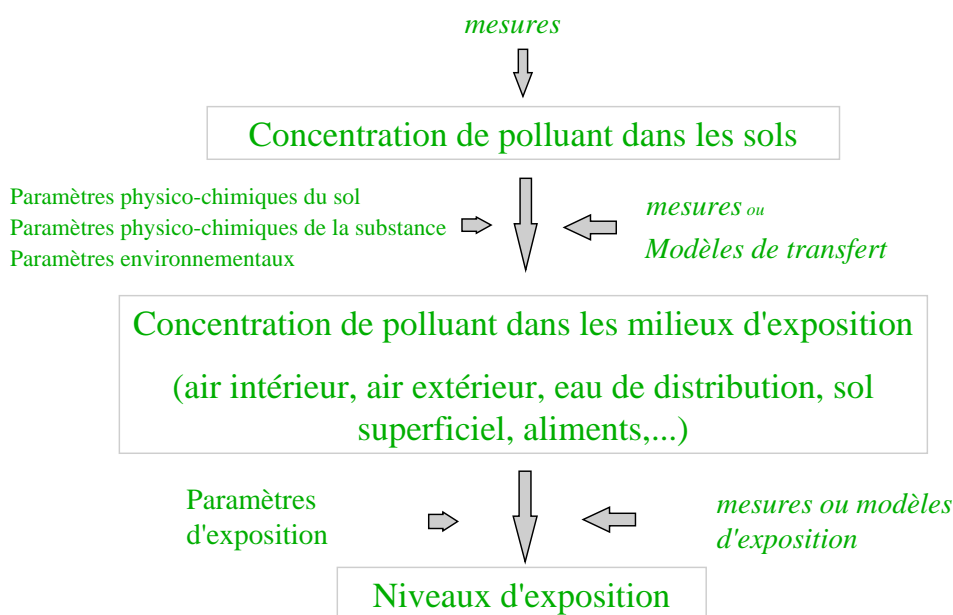 mesures
Concentration de polluant dans les sols
Paramètres physico-chimiques du sol
Paramètres physico-chimiques de la substance
Paramètres environnementaux
mesures ou
Modèles de transfert
Concentration de polluant dans les milieux d'exposition
(air intérieur, air extérieur, eau de distribution, sol
superficiel, aliments,...)
Paramètres
d'exposition
mesures ou modèles
d'exposition
Niveaux d'exposition